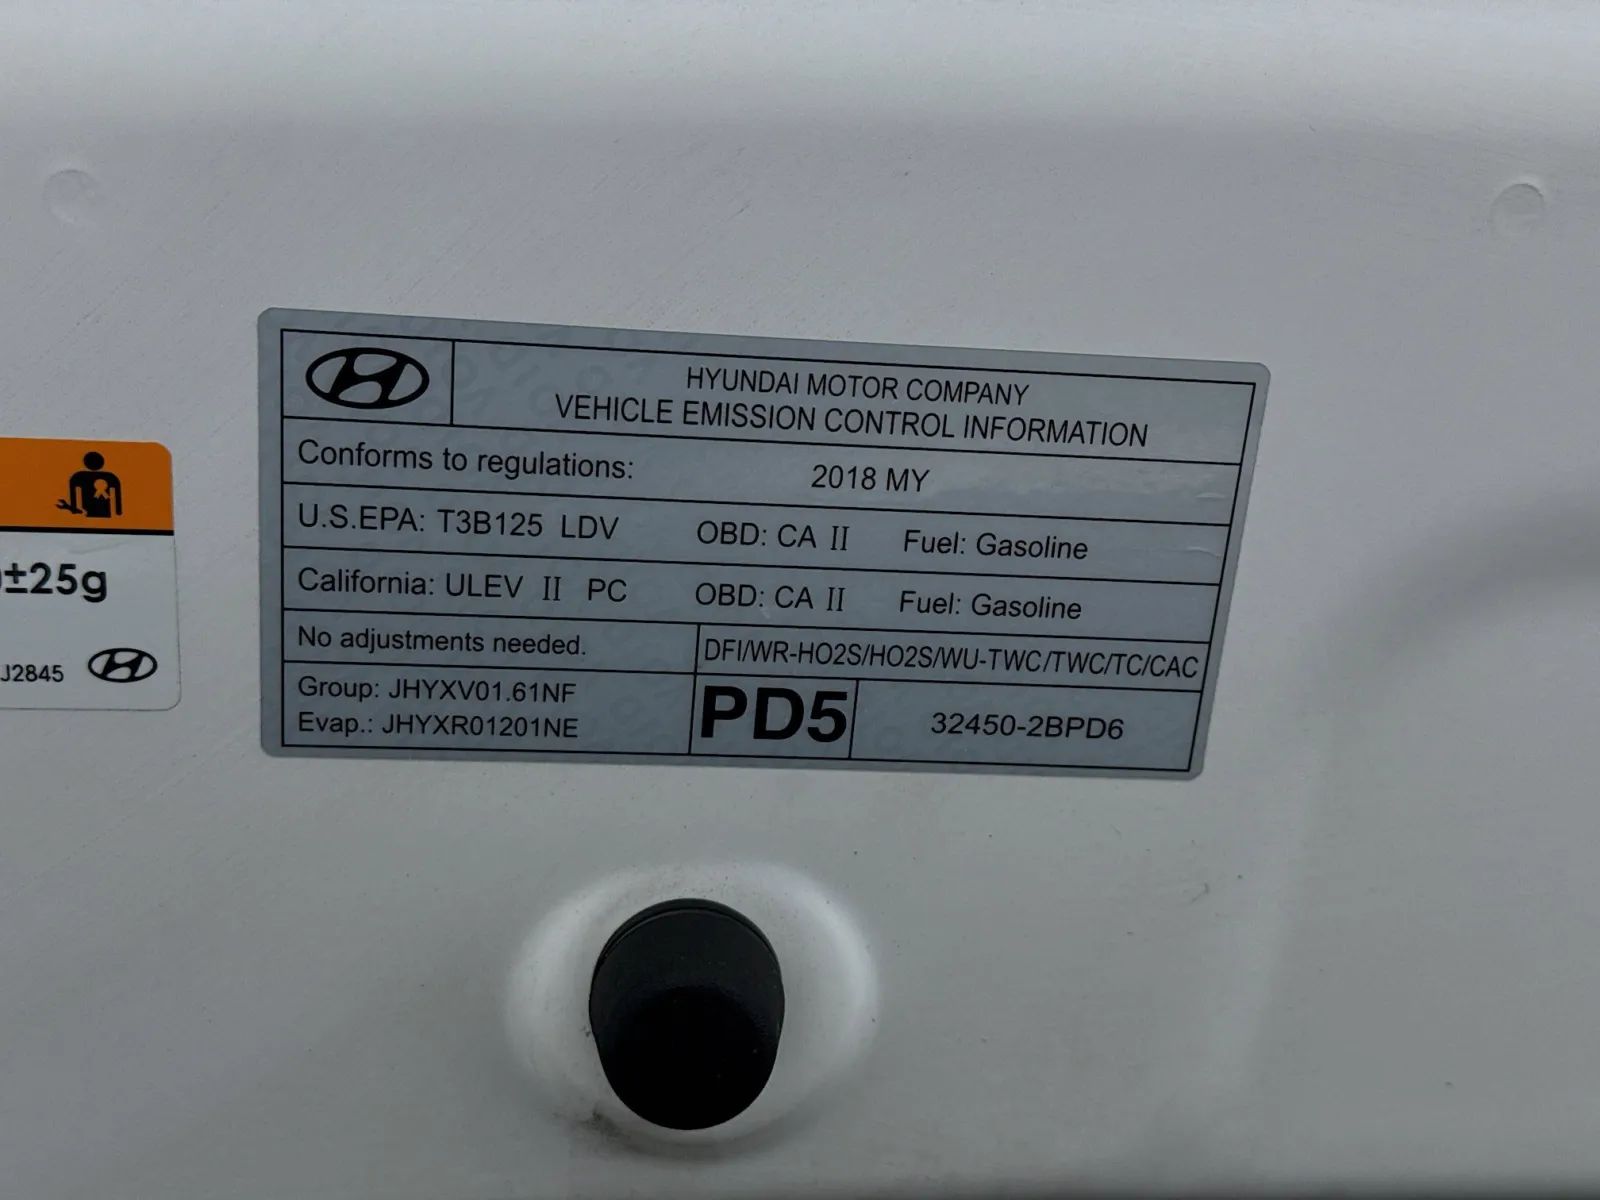 HYUNDAI MOTOR COMPANY
VEHICLE EMISSION CONTROL INFORMATION
Conforms to regulations: 2018 MY
U.S.EPA: T3B125 LDV OBD: CA II Fuel: Gasoline
California: ULEV II PC OBD: CA II Fuel: Gasoline
No adjustments needed. DFI/WR-HO2S/HO2S/WU-TWC/TWC/TC/CAC
Group: JHYXV01.61NF
Evap.: JHYXR01201NE
PD5
32450-2BPD6
±25g
J2845